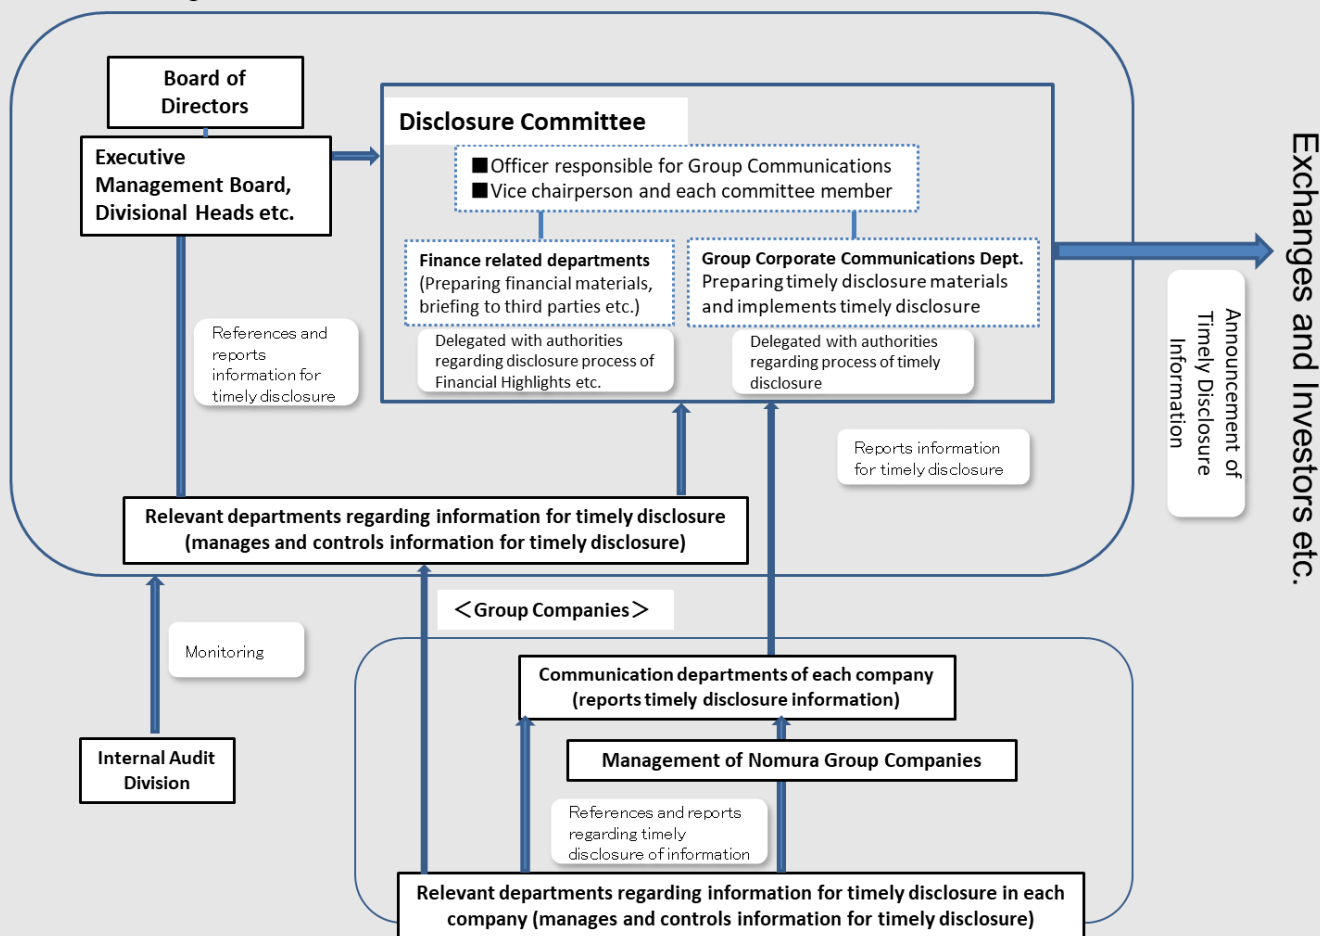 Board of
Directors
Executive
Management Board,
Divisional Heads etc.
Disclosure Committee
■Officer responsible for Group Communications
■Vice chairperson and each committee member
Finance related departments
(Preparing financial materials,
briefing to third parties etc.)
Group Corporate Communications Dept.
Preparing timely disclosure materials
and implements timely disclosure
Delegated with authorities
regarding disclosure process of
Financial Highlights etc.
Delegated with authorities
regarding process of timely
disclosure
References and
reports
information for
timely disclosure
Reports information
for timely disclosure
Announcement of
Timely Disclosure
Information
Exchanges and Investors etc.
Relevant departments regarding information for timely disclosure
(manages and controls information for timely disclosure)
<Group Companies>
Monitoring
Internal Audit
Division
Communication departments of each company
(reports timely disclosure information)
Management of Nomura Group Companies
References and reports
regarding timely
disclosure of information
Relevant departments regarding information for timely disclosure in each
company (manages and controls information for timely disclosure)